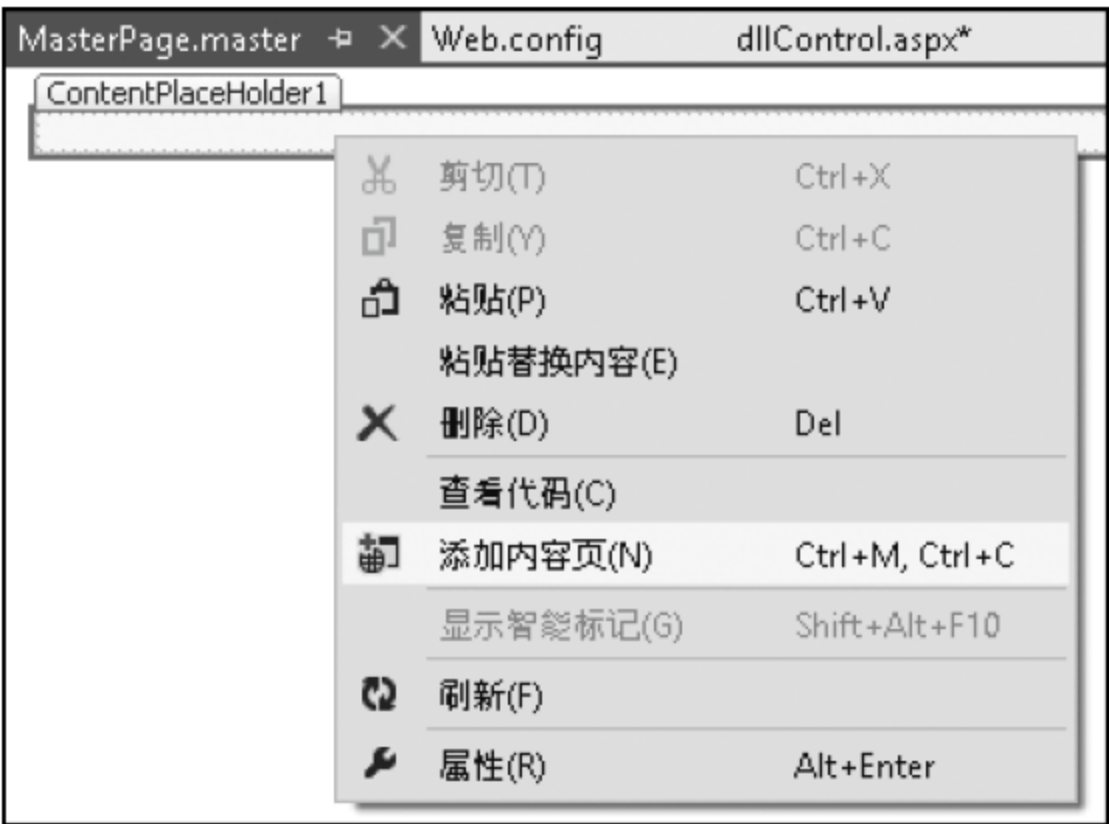 MasterPage.master Web.config dllControl.aspx*
ContentPlaceHolder1
剪切(T) Ctrl+X
复制(Y) Ctrl+C
粘贴(P) Ctrl+V
粘贴替换内容(E)
删除(D) Del
查看代码(C)
添加内容页(N) Ctrl+M, Ctrl+C
显示智能标记(G) Shift+Alt+F10
刷新(F)
属性(R) Alt+Enter